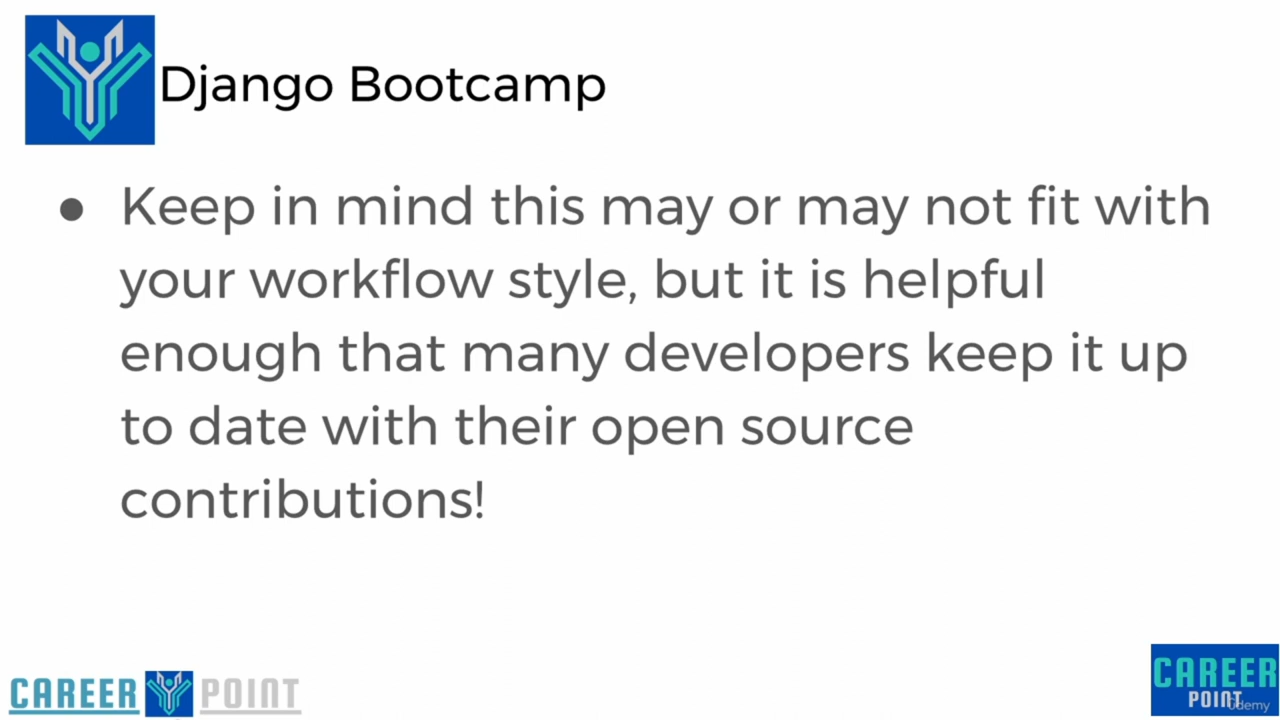 Django Bootcamp
● Keep in mind this may or may not fit with
your workflow style, but it is helpful
enough that many developers keep it up
to date with their open source
contributions!
CAREER POINT
CAREER
POINT
udemy